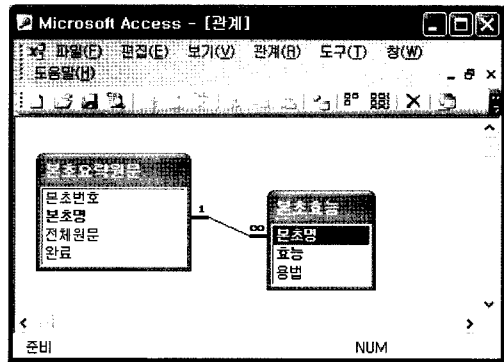 Microsoft Access - [관계]
파일(F) 편집(E) 보기(V) 관계(R) 도구(T) 창(W)
도움말(H)
본초요약원문
본초번호
본초명
전체원문
완료
1
∞
본초효능
본초명
효능
용법
준비 NUM